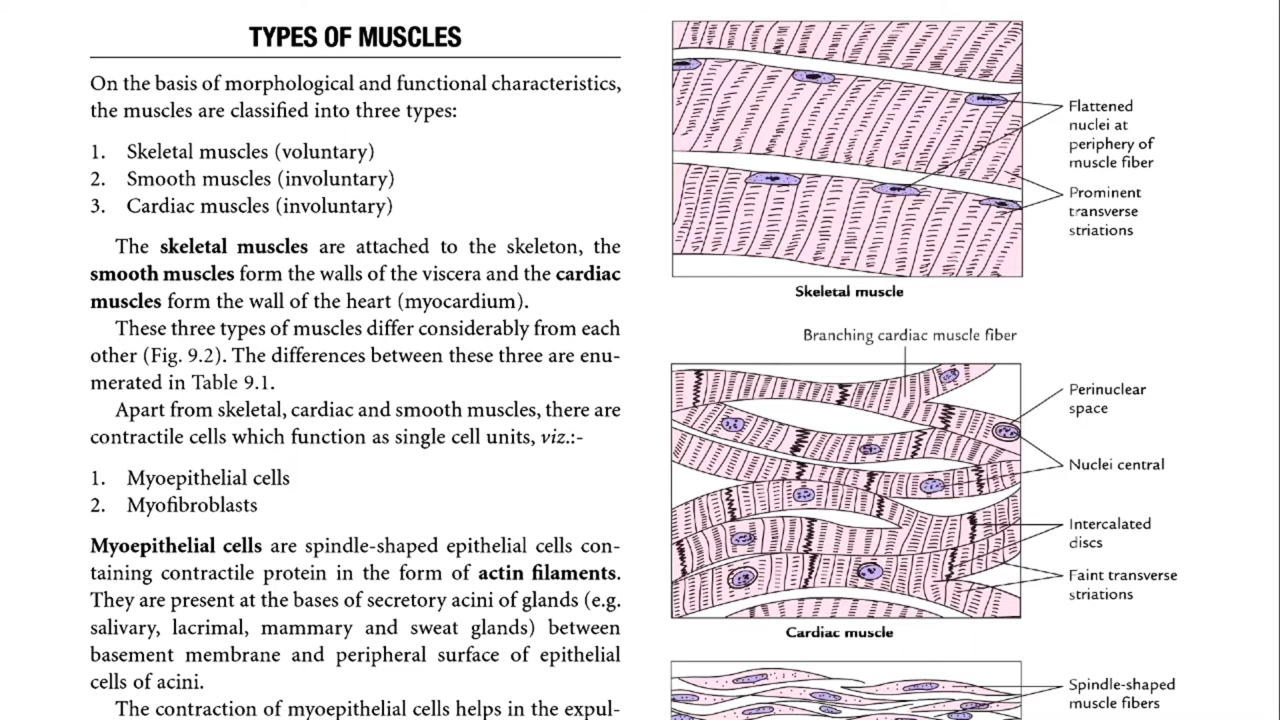 TYPES OF MUSCLES
On the basis of morphological and functional characteristics,
the muscles are classified into three types:
1. Skeletal muscles (voluntary)
2. Smooth muscles (involuntary)
3. Cardiac muscles (involuntary)
The skeletal muscles are attached to the skeleton, the
smooth muscles form the walls of the viscera and the cardiac
muscles form the wall of the heart (myocardium).
These three types of muscles differ considerably from each
other (Fig. 9.2). The differences between these three are enu-
merated in Table 9.1.
Apart from skeletal, cardiac and smooth muscles, there are
contractile cells which function as single cell units, viz.:-
1. Myoepithelial cells
2. Myofibroblasts
Myoepithelial cells are spindle-shaped epithelial cells con-
taining contractile protein in the form of actin filaments.
They are present at the bases of secretory acini of glands (e.g.
salivary, lacrimal, mammary and sweat glands) between
basement membrane and peripheral surface of epithelial
cells of acini.
The contraction of myoepithelial cells helps in the expul-
Flattened
nuclei at
periphery of
muscle fiber
Prominent
transverse
striations
Skeletal muscle
Branching cardiac muscle fiber
Perinuclear
space
Nuclei central
Intercalated
discs
Faint transverse
striations
Cardiac muscle
Spindle-shaped
muscle fibers